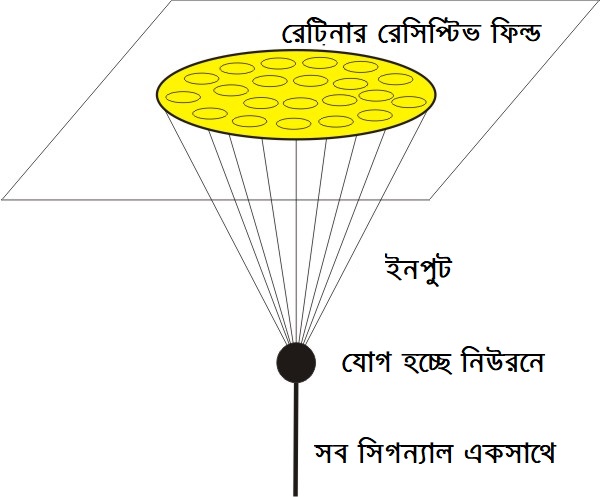 রেটিনার রেসিপ্টিভ ফিল্ড
ইনপুট
যোগ হচ্ছে নিউরনে
সব সিগন্যাল একসাথে